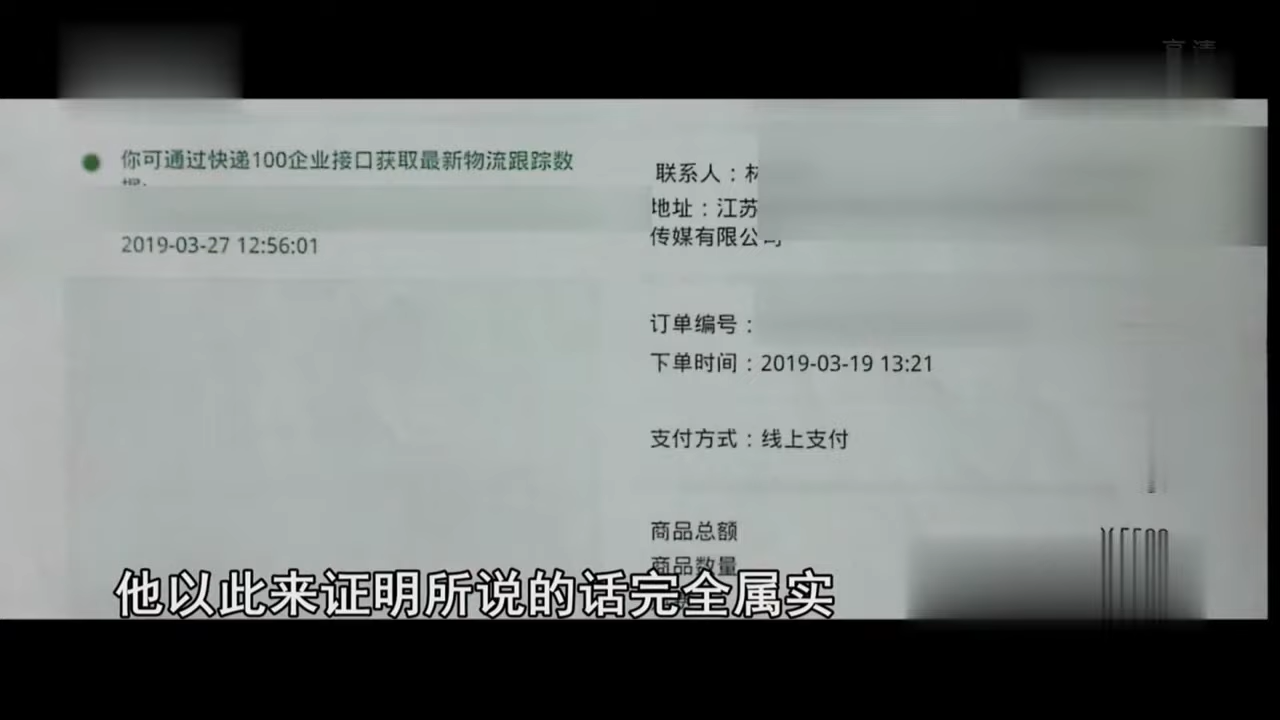 高清
你可通过快递100企业接口获取最新物流跟踪数
2019-03-27 12:56:01
联系人：林
地址：江苏
传媒有限公司
订单编号：
下单时间：2019-03-19 13:21
支付方式：线上支付
商品总额
商品数量
他以此来证明所说的话完全属实